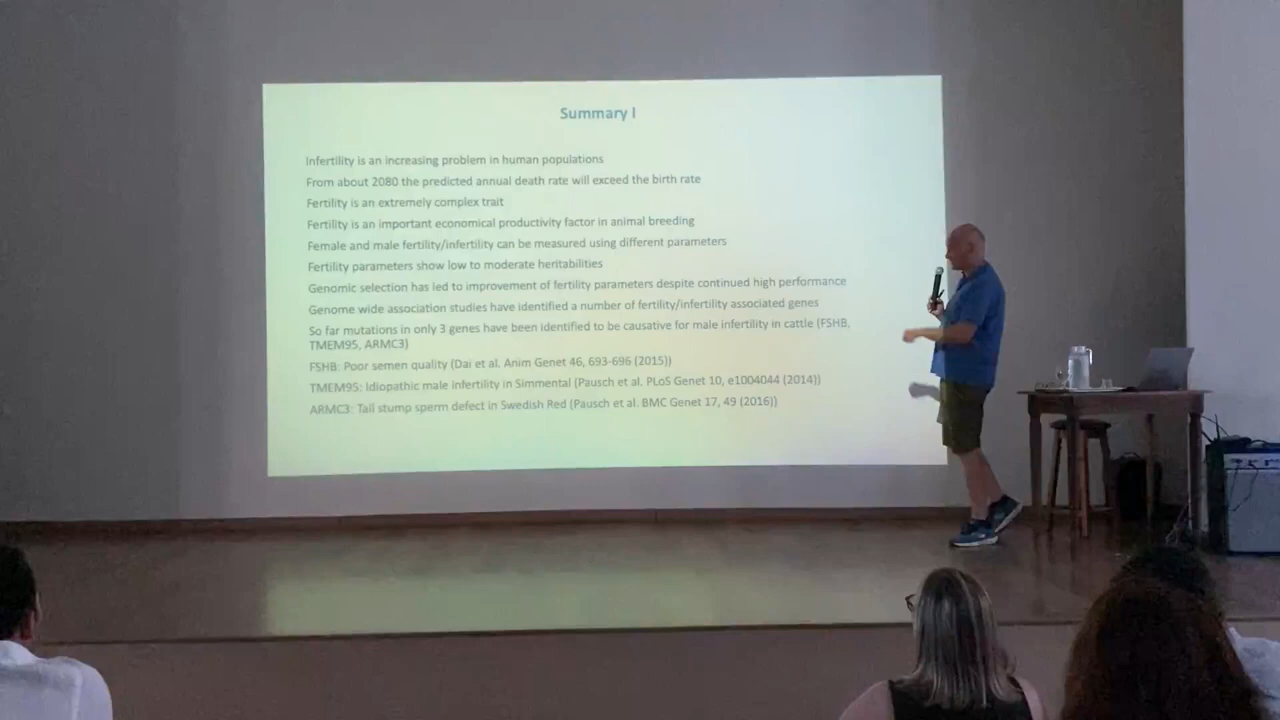 Summary I
Infertility is an increasing problem in human populations
From about 2080 the predicted annual death rate will exceed the birth rate
Fertility is an extremely complex trait
Fertility is an important economical productivity factor in animal breeding
Female and male fertility/infertility can be measured using different parameters
Fertility parameters show low to moderate heritabilities
Genomic selection has led to improvement of fertility parameters despite continued high performance
Genome wide association studies have identified a number of fertility/infertility associated genes
So far mutations in only 3 genes have been identified to be causative for male infertility in cattle (FSHB,
TMEM95, ARMC3)
FSHB: Poor semen quality (Dai et al. Anim Genet 46, 693-696 (2015))
TMEM95: Idiopathic male infertility in Simmental (Pausch et al. PLoS Genet 10, e1004044 (2014))
ARMC3: Tail stump sperm defect in Swedish Red (Pausch et al. BMC Genet 17, 49 (2016))